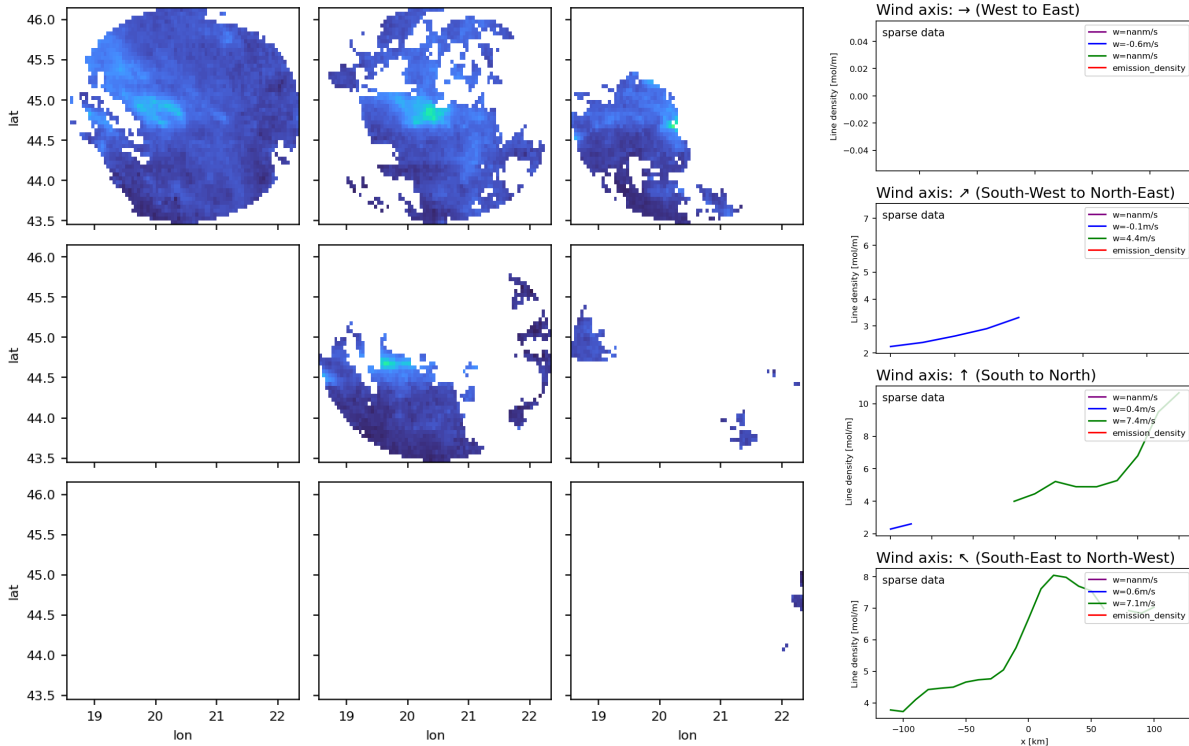 46.0
45.5
45.0
44.5
44.0
43.5
lat
46.0
45.5
45.0
44.5
44.0
43.5
lat
46.0
45.5
45.0
44.5
44.0
43.5
lat
19 20 21 22
lon
19 20 21 22
lon
19 20 21 22
lon
Wind axis: → (West to East)
sparse data
w=nanm/s
w=-0.6m/s
w=nanm/s
emission_density
0.04
0.02
0.00
−0.02
−0.04
Line density [mol/m]
Wind axis: ↗ (South-West to North-East)
sparse data
w=nanm/s
w=-0.1m/s
w=4.4m/s
emission_density
7
6
5
4
3
2
Line density [mol/m]
Wind axis: ↑ (South to North)
sparse data
w=nanm/s
w=0.4m/s
w=7.4m/s
emission_density
10
8
6
4
2
Line density [mol/m]
Wind axis: ↖ (South-East to North-West)
sparse data
w=nanm/s
w=0.6m/s
w=7.1m/s
emission_density
8
7
6
5
4
Line density [mol/m]
−100 −50 0 50 100
x [km]